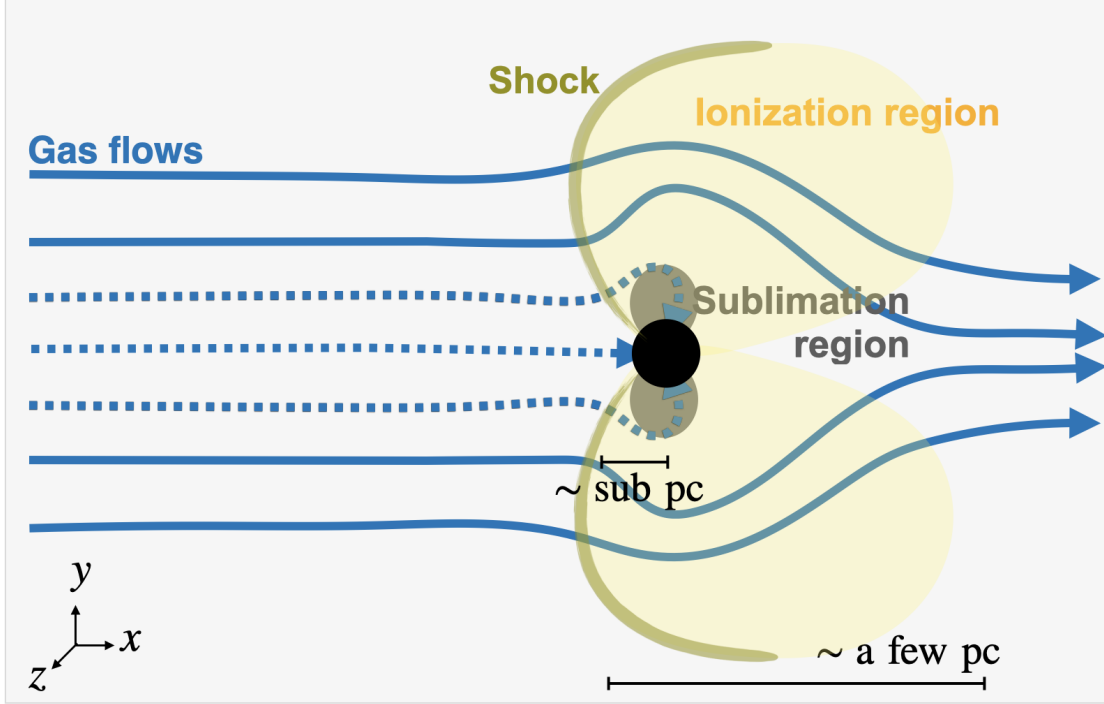 Shock
Ionization region
Gas flows
Sublimation
region
~ sub pc
y
x
z
~ a few pc